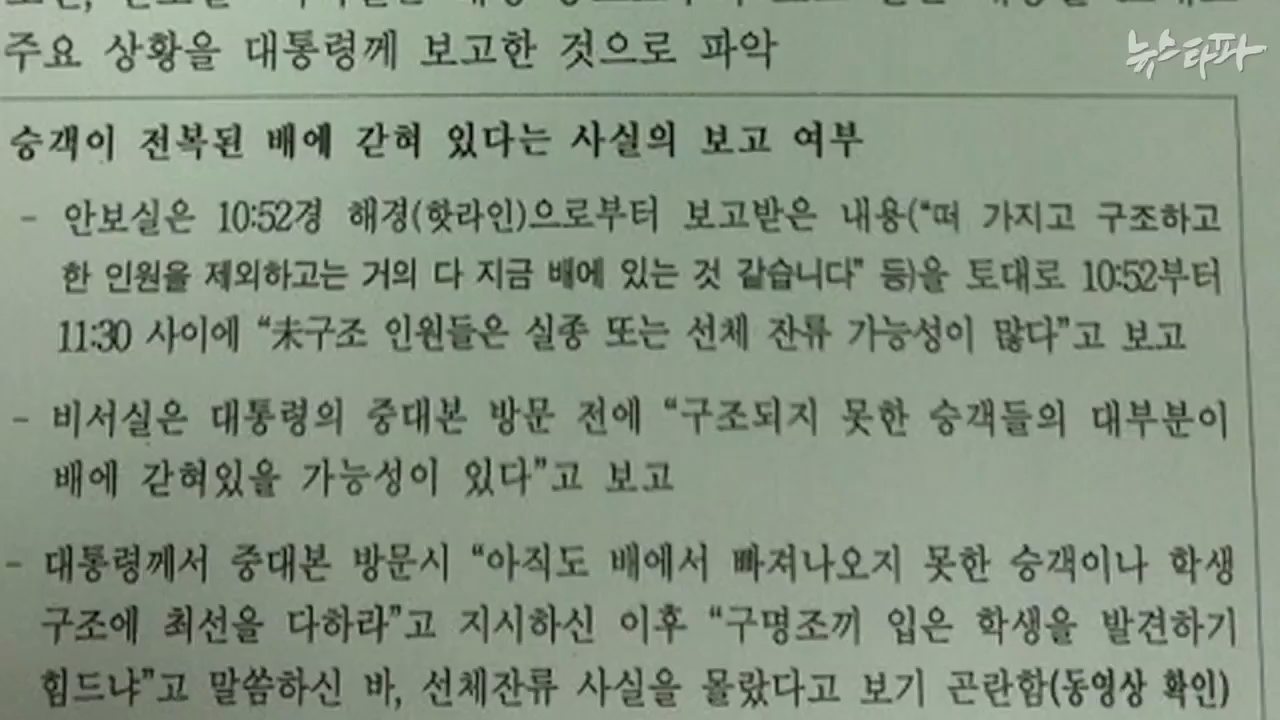 주요 상황을 대통령께 보고한 것으로 파악
뉴스타파
승객이 전복된 배에 갇혀 있다는 사실의 보고 여부
- 안보실은 10:52경 해경(핫라인)으로부터 보고받은 내용(“떠 가지고 구조하고
한 인원을 제외하고는 거의 다 지금 배에 있는 것 같습니다” 등)을 토대로 10:52부터
11:30 사이에 “未구조 인원들은 실종 또는 선체 잔류 가능성이 많다”고 보고
- 비서실은 대통령의 중대본 방문 전에 “구조되지 못한 승객들의 대부분이
배에 갇혀있을 가능성이 있다”고 보고
- 대통령께서 중대본 방문시 “아직도 배에서 빠져나오지 못한 승객이나 학생
구조에 최선을 다하라”고 지시하신 이후 “구명조끼 입은 학생을 발견하기
힘드냐”고 말씀하신 바, 선체잔류 사실을 몰랐다고 보기 곤란함(동영상 확인)